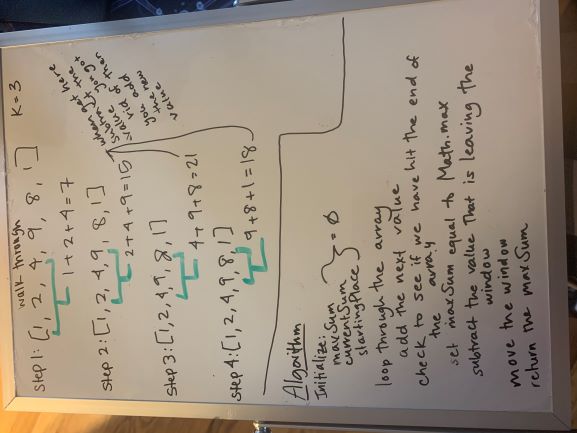 walk through
K=3
step 1: [1, 2, 4, 9, 8, 1]
1+2+4=7
step 2: [1, 2, 4, 9, 8, 1]
2+4+9=15
when get here
subtract the
value you got
rid of then
you add
the new
value
step 3: [1, 2, 4, 9, 8, 1]
4+9+8=21
step 4: [1, 2, 4, 9, 8, 1]
9+8+1=18
Algorithm
Initialize:
maxSum
currentSum
startingPlace
= 0
loop through the array
add the next value
check to see if we have hit the end of
the array
set maxSum equal to Math.max
subtract the value that is leaving the
window
move the window
return the maxSum